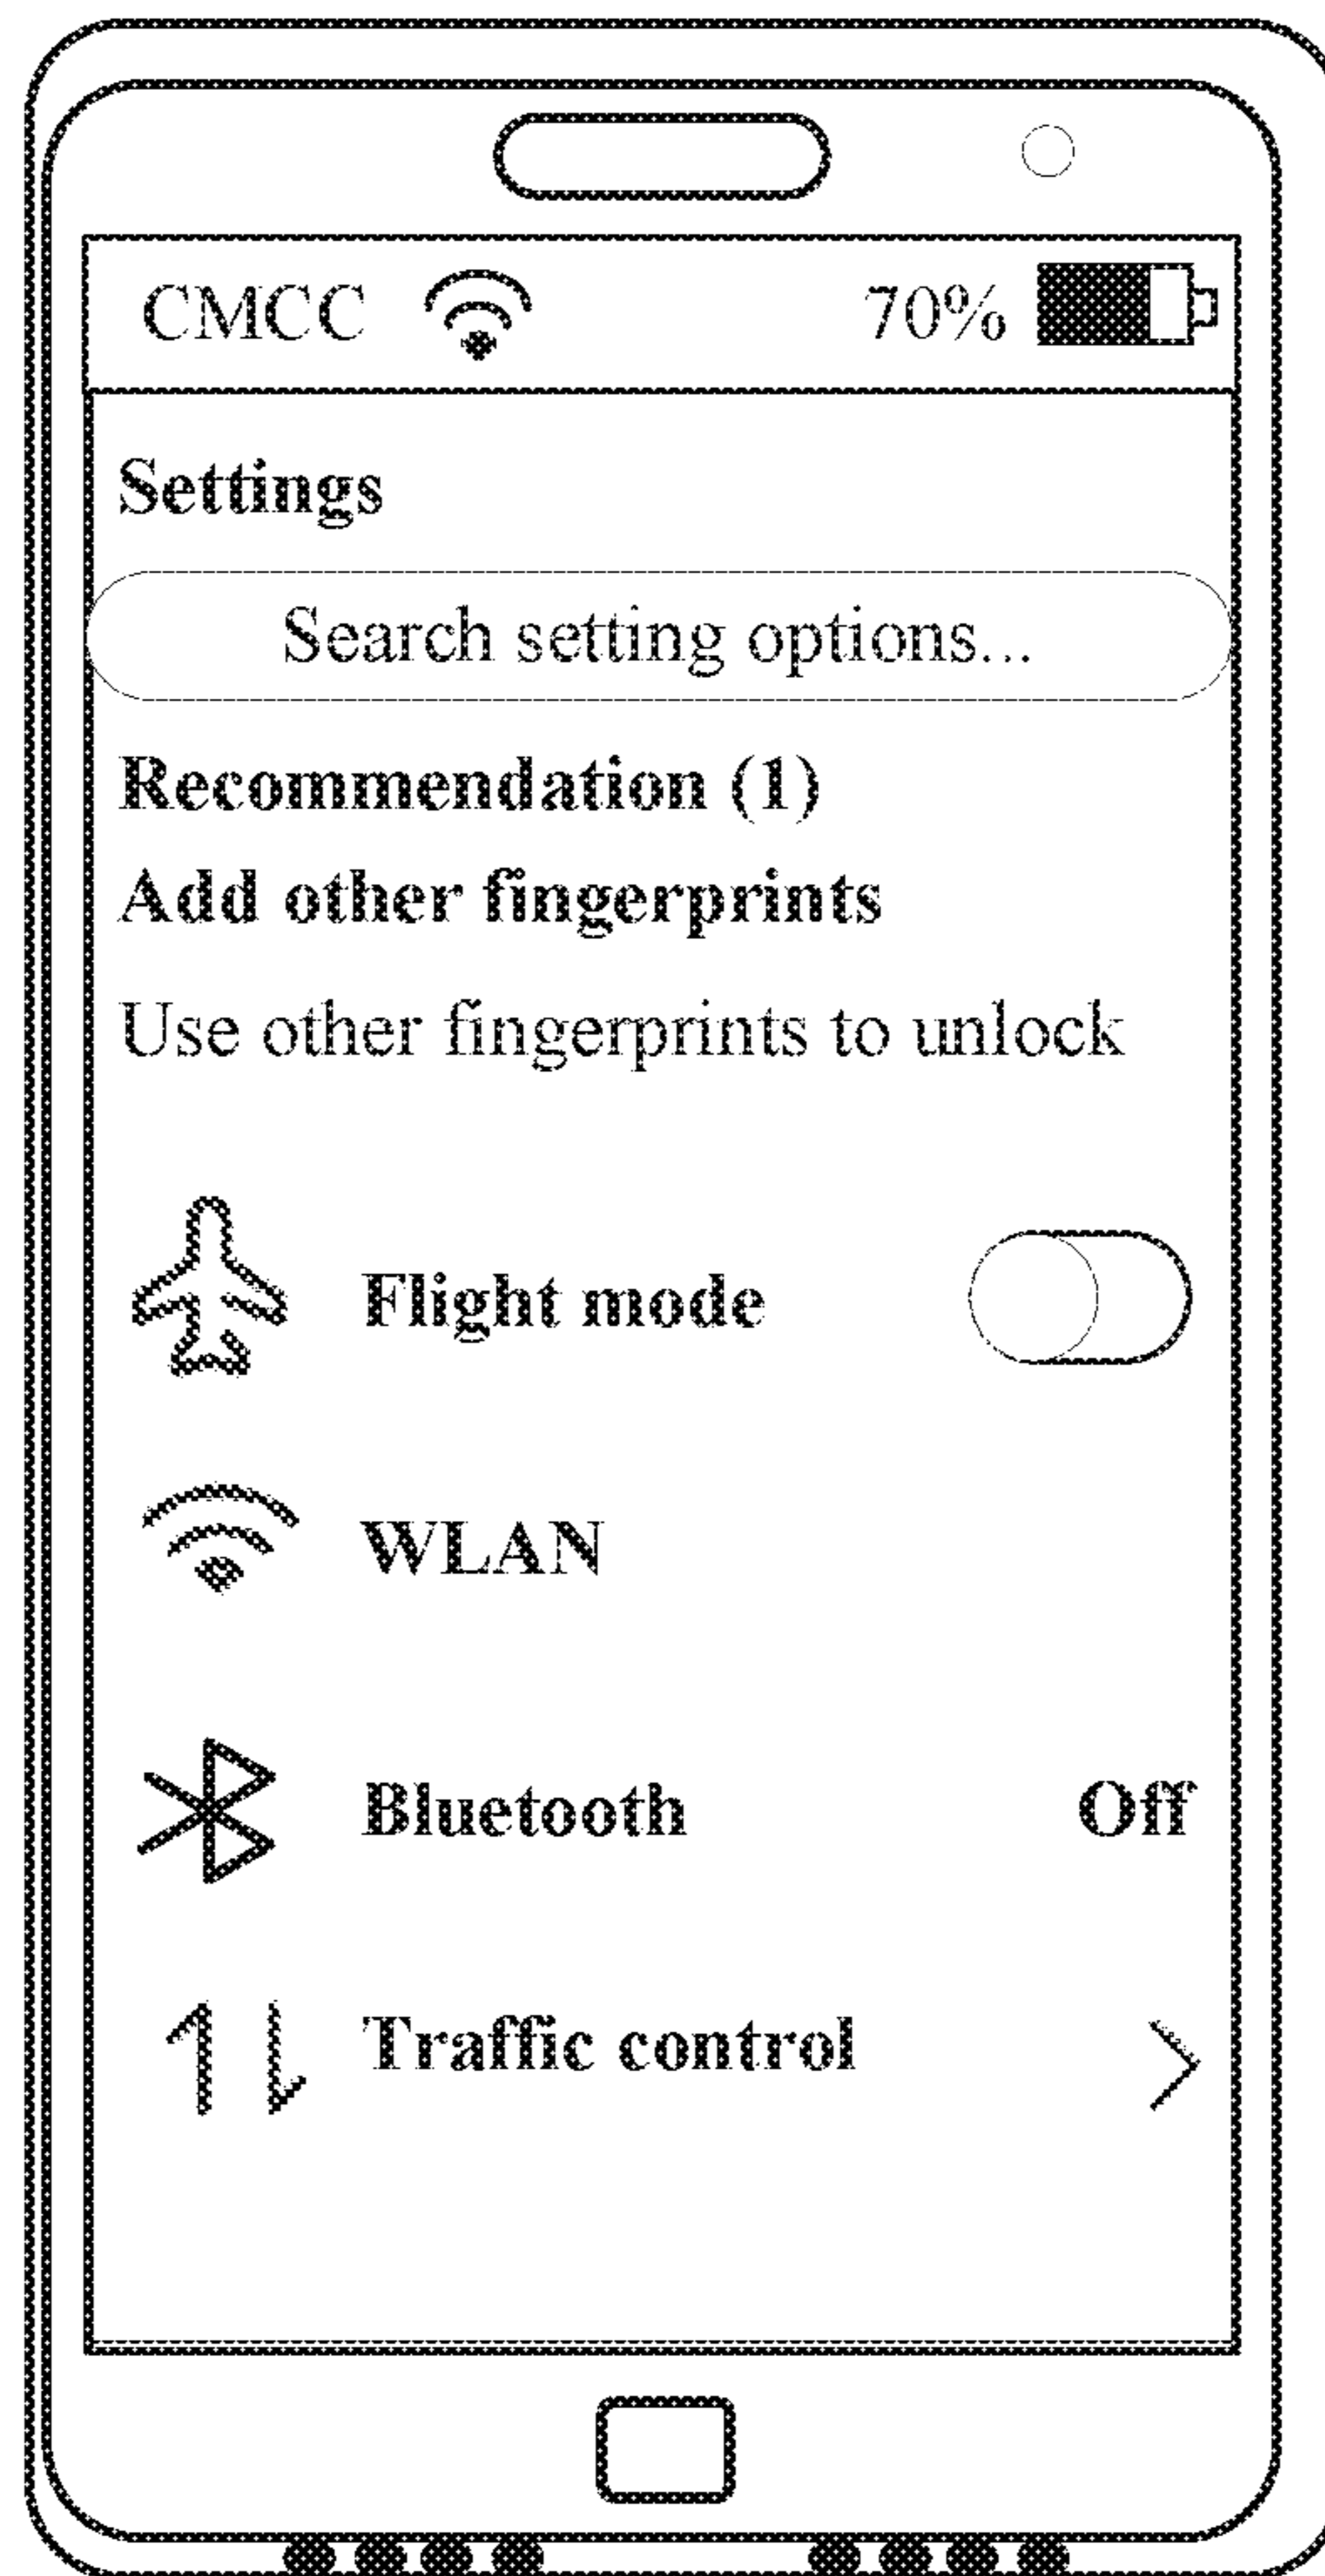 CMCC 70%
Settings
Search setting options...
Recommendation (1)
Add other fingerprints
Use other fingerprints to unlock
Flight mode
WLAN
Bluetooth Off
Traffic control